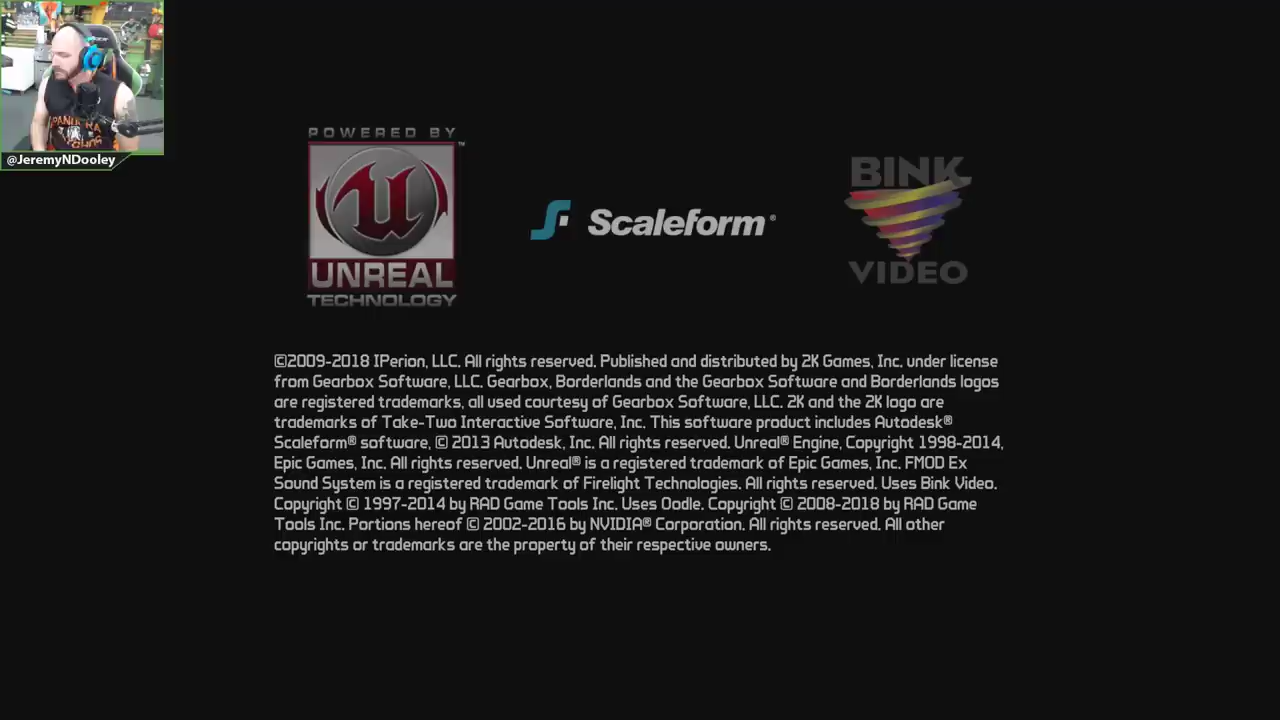 @JeremyNDooley
POWERED BY
UNREAL
TECHNOLOGY
™
Scaleform®
BINK
VIDEO
©2009-2018 IPerion, LLC. All rights reserved. Published and distributed by 2K Games, Inc. under license
from Gearbox Software, LLC. Gearbox, Borderlands and the Gearbox Software and Borderlands logos
are registered trademarks, all used courtesy of Gearbox Software, LLC. 2K and the 2K logo are
trademarks of Take-Two Interactive Software, Inc. This software product includes Autodesk®
Scaleform® software, © 2013 Autodesk, Inc. All rights reserved. Unreal® Engine, Copyright 1998-2014,
Epic Games, Inc. All rights reserved. Unreal® is a registered trademark of Epic Games, Inc. FMOD Ex
Sound System is a registered trademark of Firelight Technologies. All rights reserved. Uses Bink Video.
Copyright © 1997-2014 by RAD Game Tools Inc. Uses Oodle. Copyright © 2008-2018 by RAD Game
Tools Inc. Portions hereof © 2002-2016 by NVIDIA® Corporation. All rights reserved. All other
copyrights or trademarks are the property of their respective owners.